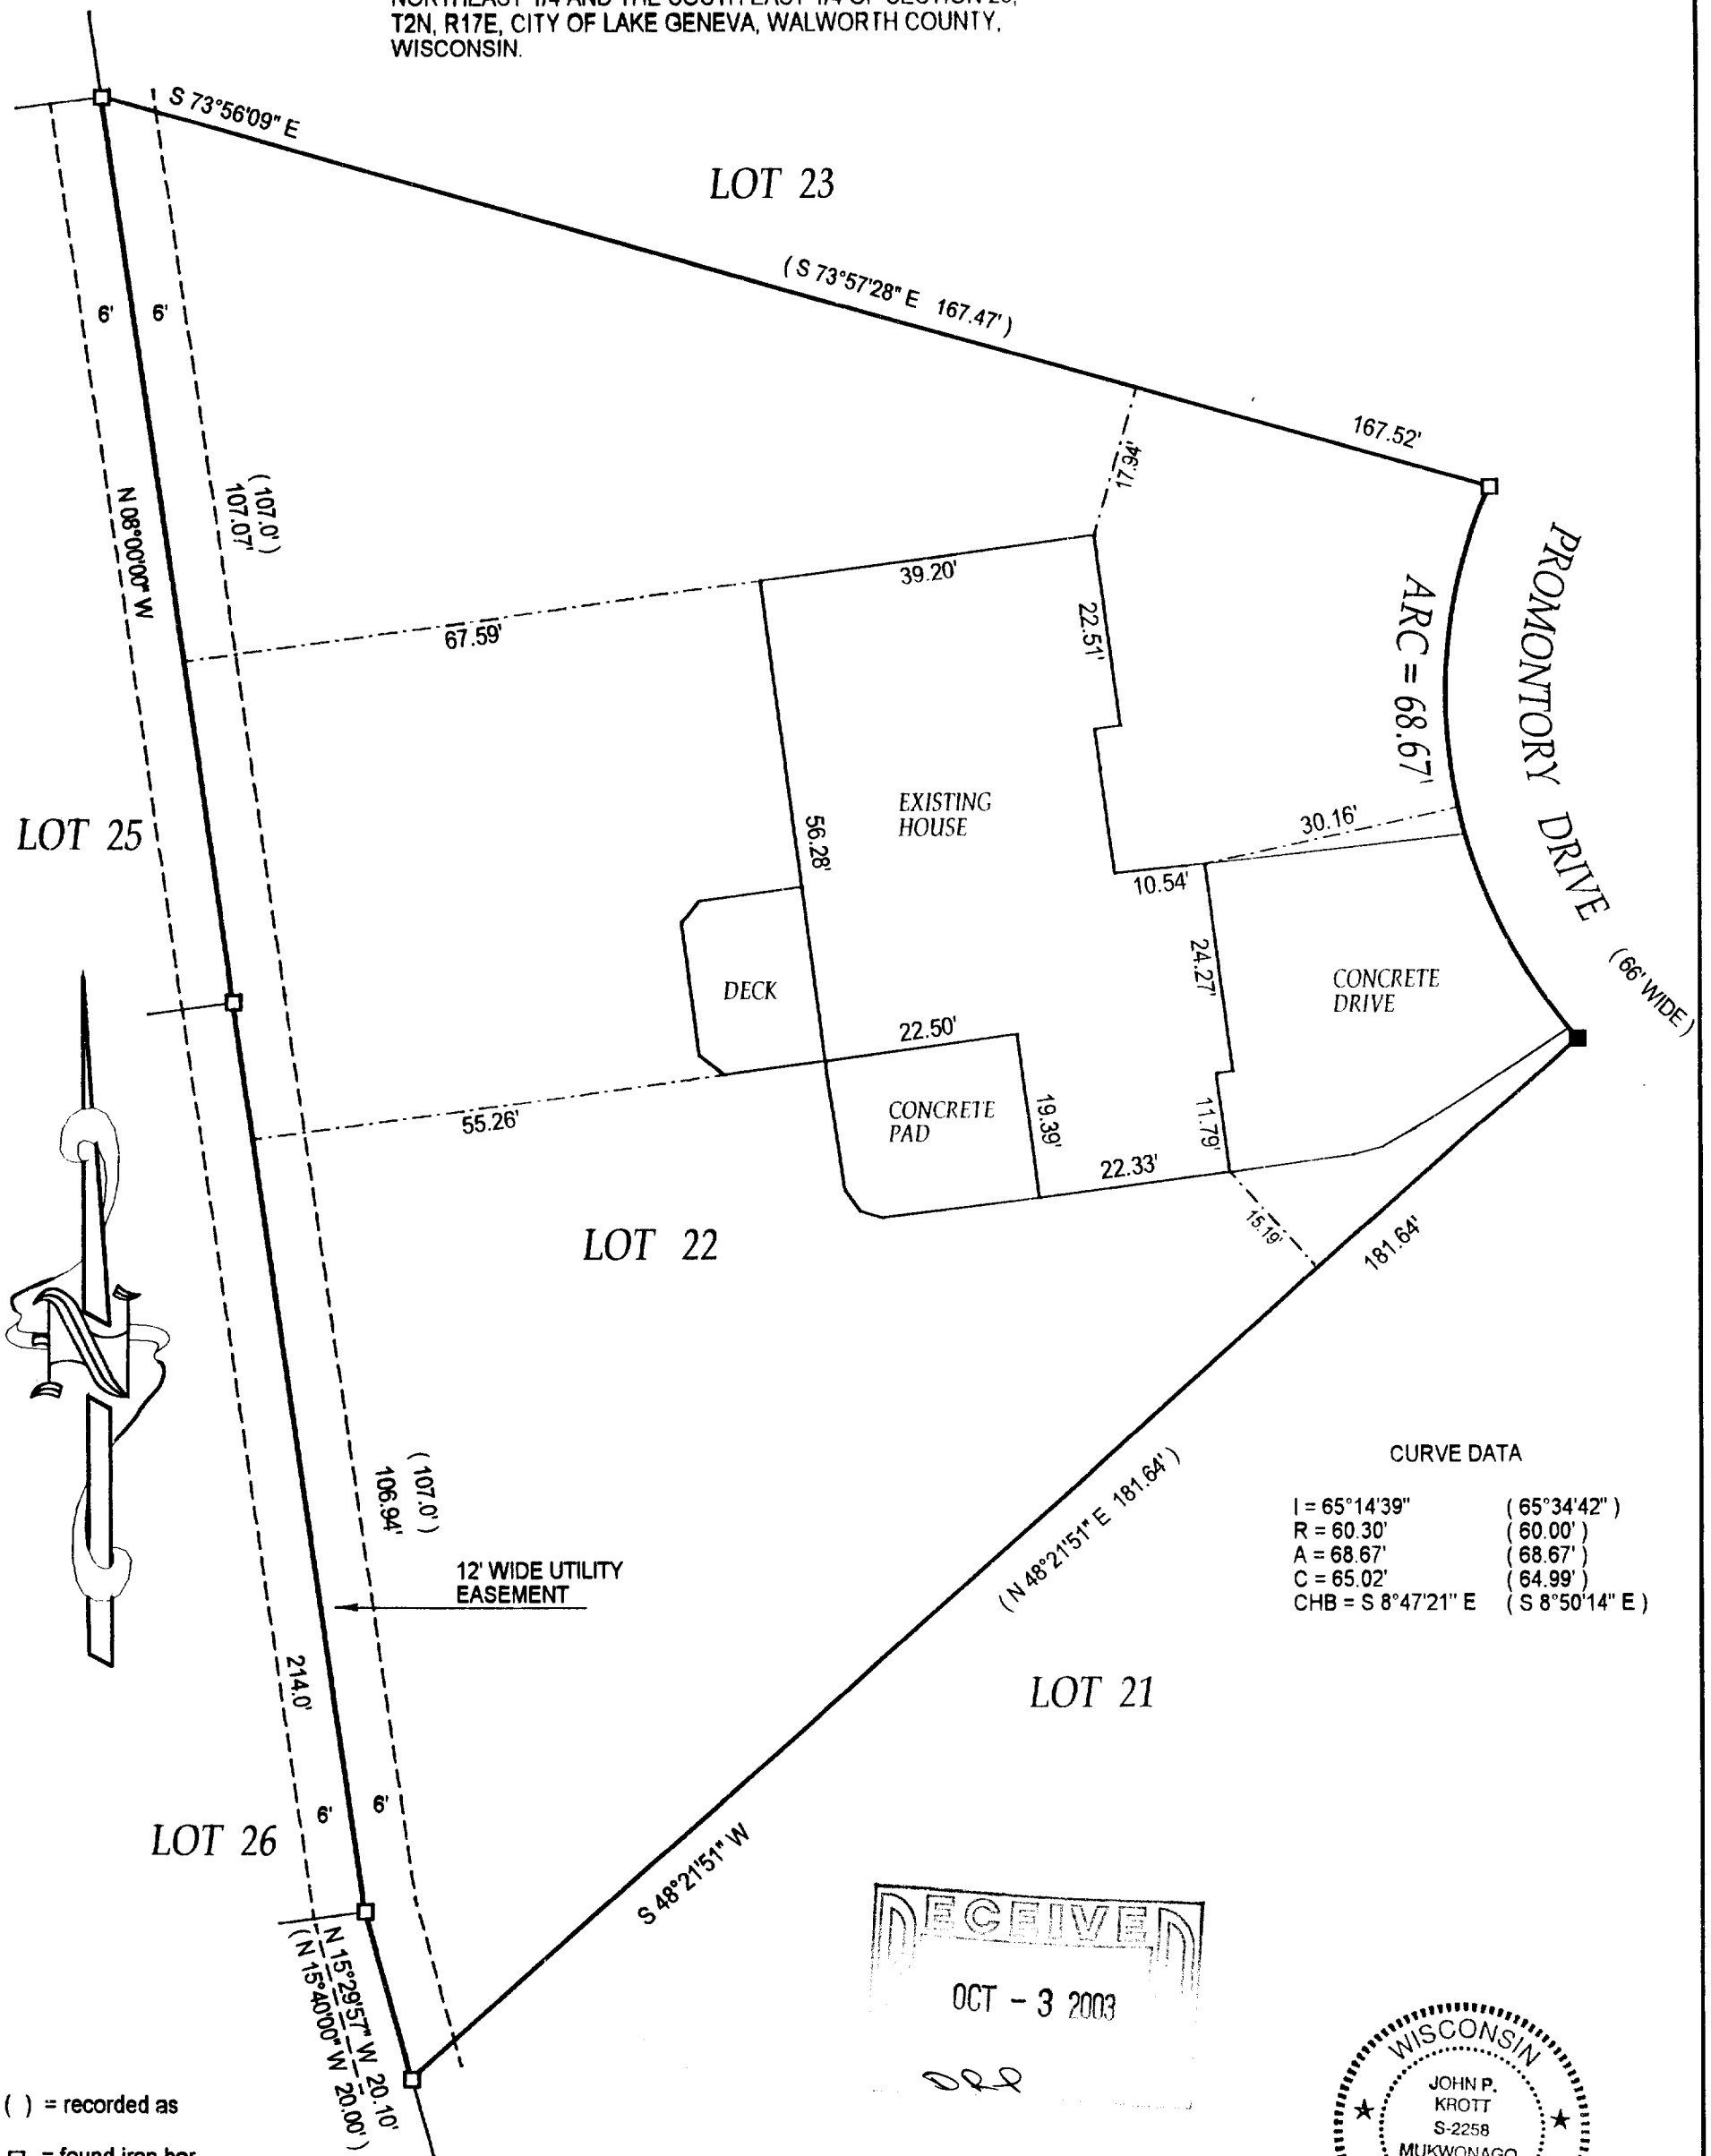 T2N, R17E, CITY OF LAKE GENEVA, WALWORTH COUNTY,
WISCONSIN.
S 73°56'09" E
LOT 23
( S 73°57'28" E 167.47' )
167.52'
6'
6'
17.94'
( 107.0' )
107.07'
N 08°00'00" W
39.20'
67.59'
22.51'
ARC = 68.67'
PROMONTORY DRIVE
( 66' WIDE )
LOT 25
EXISTING
HOUSE
56.28'
30.16'
10.54'
24.27'
DECK
CONCRETE
DRIVE
22.50'
55.26'
CONCRETE
PAD
19.39'
11.79'
22.33'
15.19'
LOT 22
181.64'
N
( 107.0' )
106.94'
( N 48°21'51" E 181.64' )
CURVE DATA
I = 65°14'39" ( 65°34'42" )
R = 60.30' ( 60.00' )
A = 68.67' ( 68.67' )
C = 65.02' ( 64.99' )
CHB = S 8°47'21" E ( S 8°50'14" E )
12' WIDE UTILITY
EASEMENT
214.0'
LOT 21
6'
6'
LOT 26
S 48°21'51" W
N 15°29'57" W 20.10'
( N 15°40'00" W 20.00' )
OCT - 3 2003
WISCONSIN
JOHN P.
KROTT
S-2258
MUKWONAGO
( ) = recorded as
= found iron bar